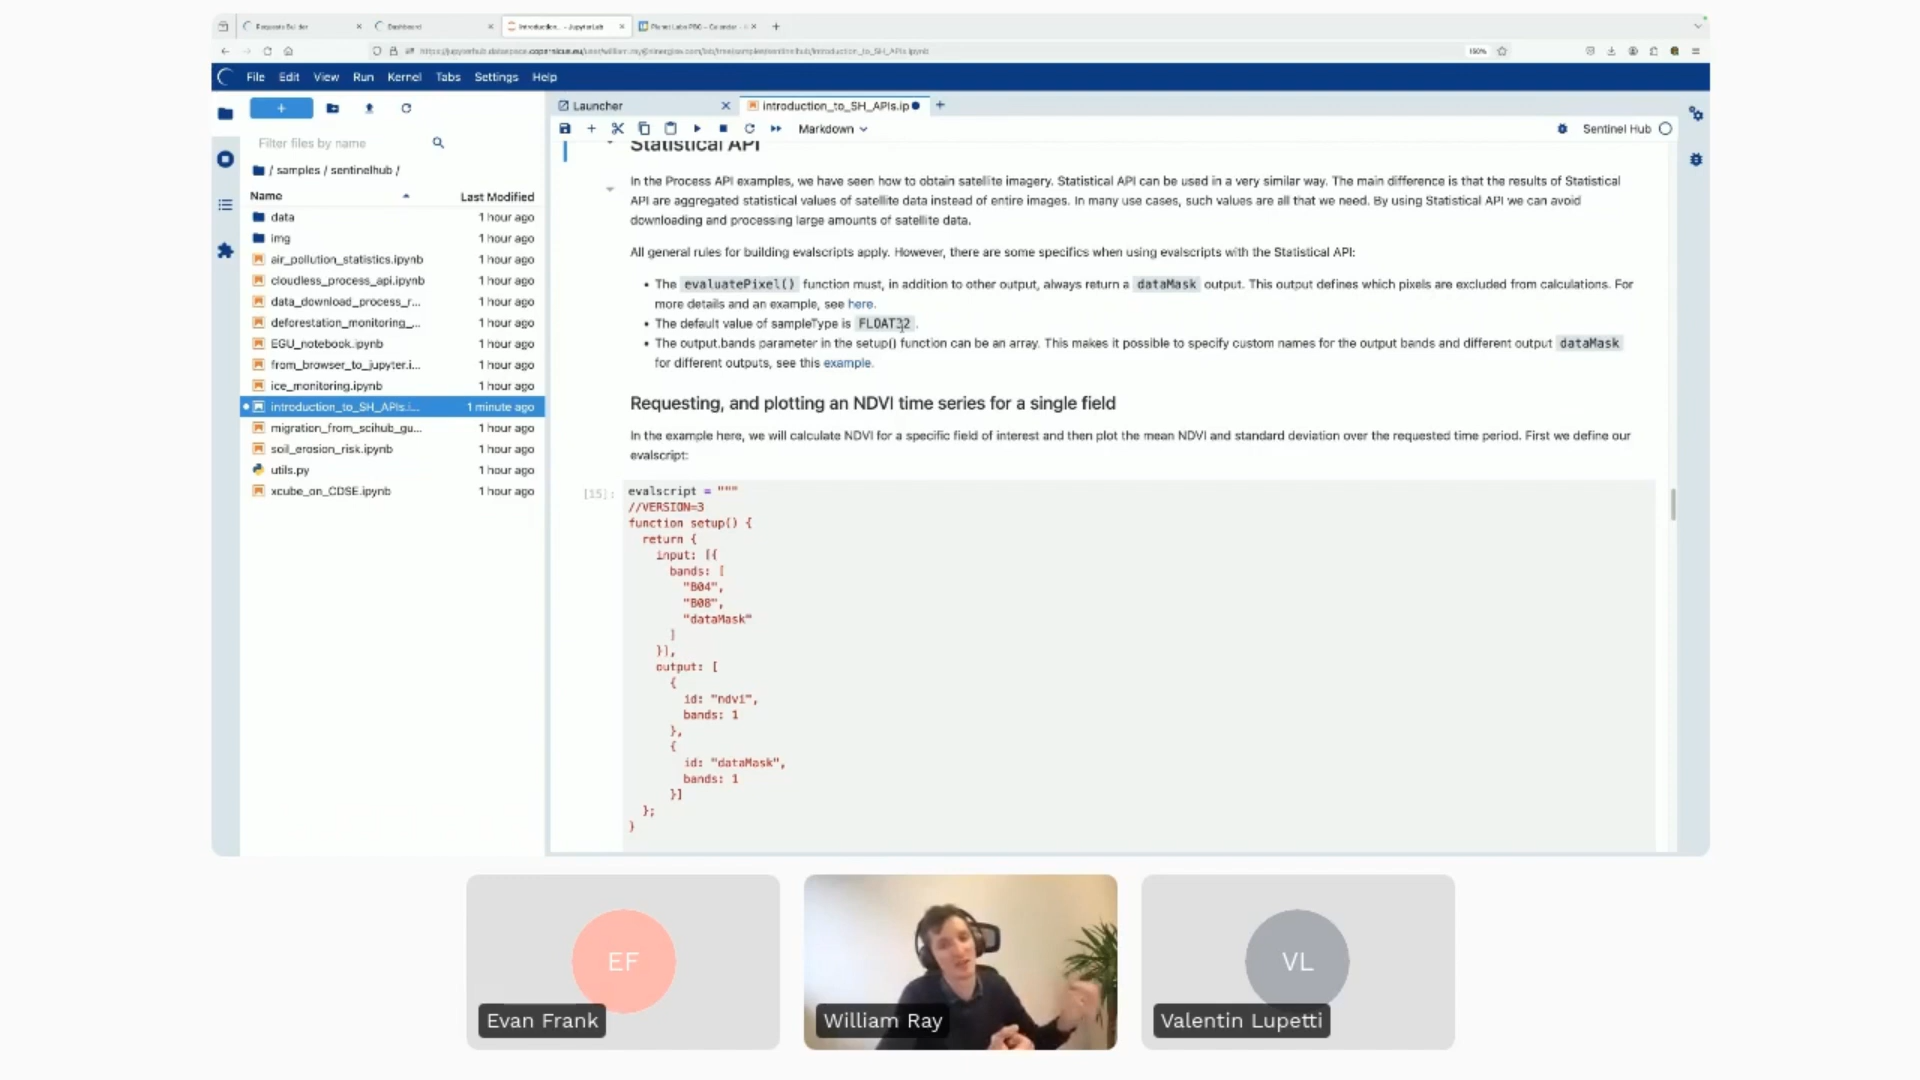 Requests Builder
Dashboard
Introduction... - JupyterLab
Planet Labs PBC - Calendar
150%
File Edit View Run Kernel Tabs Settings Help
Launcher
introduction_to_SH_APIs.ip
Markdown
Sentinel Hub
Filter files by name
/ samples / sentinelhub /
Name
Last Modified
data 1 hour ago
img 1 hour ago
air_pollution_statistics.ipynb 1 hour ago
cloudless_process_api.ipynb 1 hour ago
data_download_process_r... 1 hour ago
deforestation_monitoring_... 1 hour ago
EGU_notebook.ipynb 1 hour ago
from_browser_to_jupyter.i... 1 hour ago
ice_monitoring.ipynb 1 hour ago
introduction_to_SH_APIs.i... 1 minute ago
migration_from_scihub_gu... 1 hour ago
soil_erosion_risk.ipynb 1 hour ago
utils.py 1 hour ago
xcube_on_CDSE.ipynb 1 hour ago
Statistical API
In the Process API examples, we have seen how to obtain satellite imagery. Statistical API can be used in a very similar way. The main difference is that the results of Statistical
API are aggregated statistical values of satellite data instead of entire images. In many use cases, such values are all that we need. By using Statistical API we can avoid
downloading and processing large amounts of satellite data.
All general rules for building evalscripts apply. However, there are some specifics when using evalscripts with the Statistical API:
• The evaluatePixel() function must, in addition to other output, always return a dataMask output. This output defines which pixels are excluded from calculations. For
more details and an example, see here.
• The default value of sampleType is FLOAT32 .
• The output.bands parameter in the setup() function can be an array. This makes it possible to specify custom names for the output bands and different output dataMask
for different outputs, see this example.
Requesting, and plotting an NDVI time series for a single field
In the example here, we will calculate NDVI for a specific field of interest and then plot the mean NDVI and standard deviation over the requested time period. First we define our
evalscript:
[15]: evalscript = """
//VERSION=3
function setup() {
return {
input: [{
bands: [
"B04",
"B08",
"dataMask"
]
}],
output: [
{
id: "ndvi",
bands: 1
},
{
id: "dataMask",
bands: 1
}]
};
}
EF
Evan Frank
William Ray
VL
Valentin Lupetti